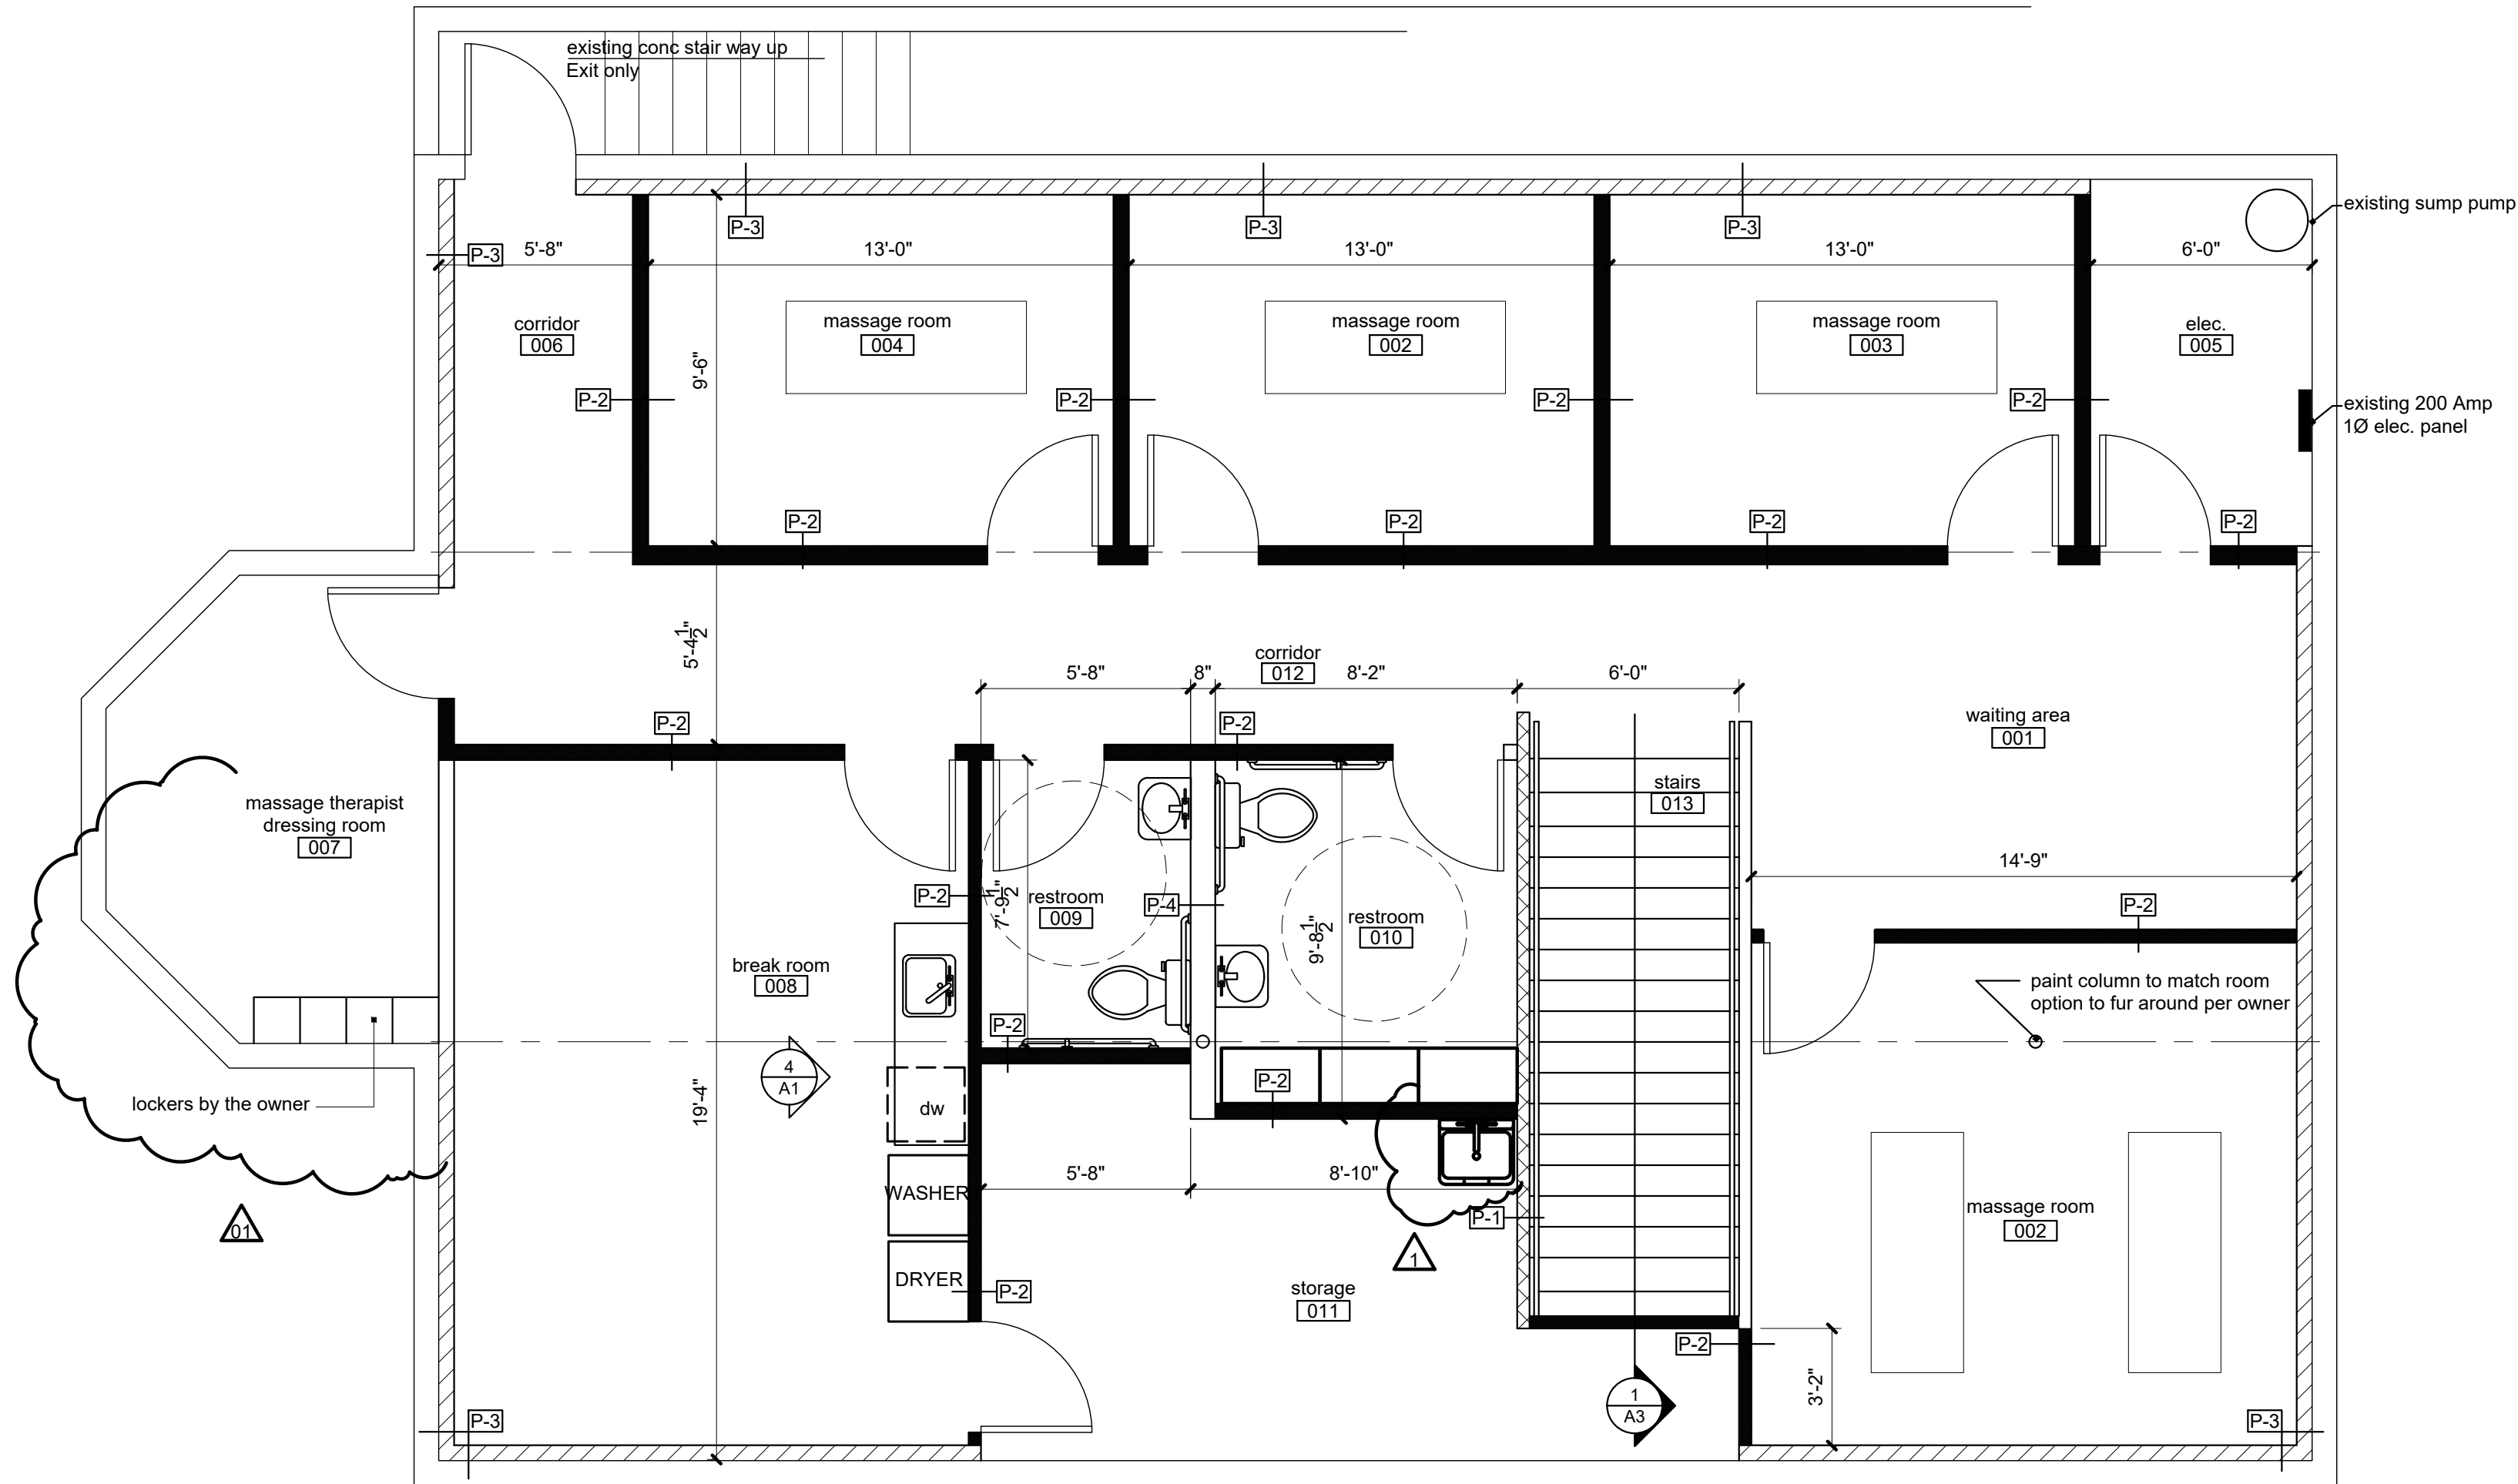 existing conc stair way up
Exit only
existing sump pump
P-3
P-3
P-3
P-3
5'-8"
13'-0"
13'-0"
13'-0"
6'-0"
corridor
006
massage room
004
massage room
002
massage room
003
elec.
005
9'-6"
P-2
P-2
P-2
P-2
existing 200 Amp
1Ø elec. panel
P-2
P-2
P-2
P-2
5'-4 1/2"
corridor
012
5'-8"
8"
8'-2"
6'-0"
P-2
P-2
waiting area
001
stairs
013
massage therapist
dressing room
007
14'-9"
P-2
7'-9 1/2"
restroom
009
P-4
restroom
010
9'-8 1/2"
P-2
break room
008
paint column to match room
option to fur around per owner
P-2
4
A1
P-2
lockers by the owner
19'-4"
dw
5'-8"
8'-10"
WASHER
P-1
massage room
002
01
1
DRYER
P-2
storage
011
P-2
3'-2"
1
A3
P-3
P-3